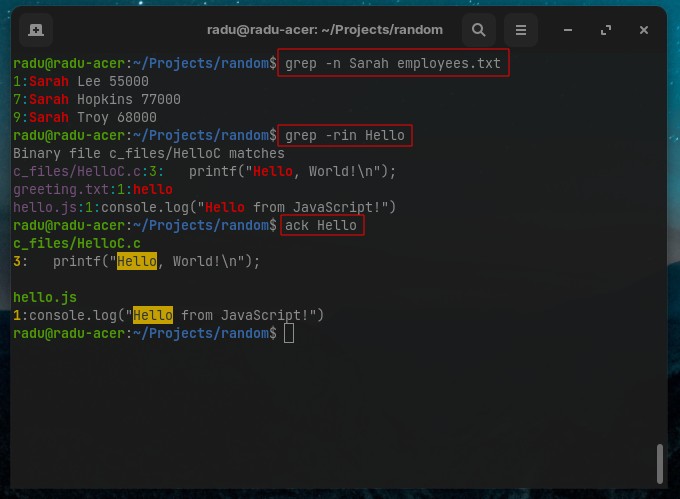 radu@radu-acer: ~/Projects/random
radu@radu-acer:~/Projects/random$ grep -n Sarah employees.txt
1:Sarah Lee 55000
7:Sarah Hopkins 77000
9:Sarah Troy 68000
radu@radu-acer:~/Projects/random$ grep -rin Hello
Binary file c_files/HelloC matches
c_files/HelloC.c:3:   printf("Hello, World!\n");
greeting.txt:1:hello
hello.js:1:console.log("Hello from JavaScript!")
radu@radu-acer:~/Projects/random$ ack Hello
c_files/HelloC.c
3:   printf("Hello, World!\n");

hello.js
1:console.log("Hello from JavaScript!")
radu@radu-acer:~/Projects/random$